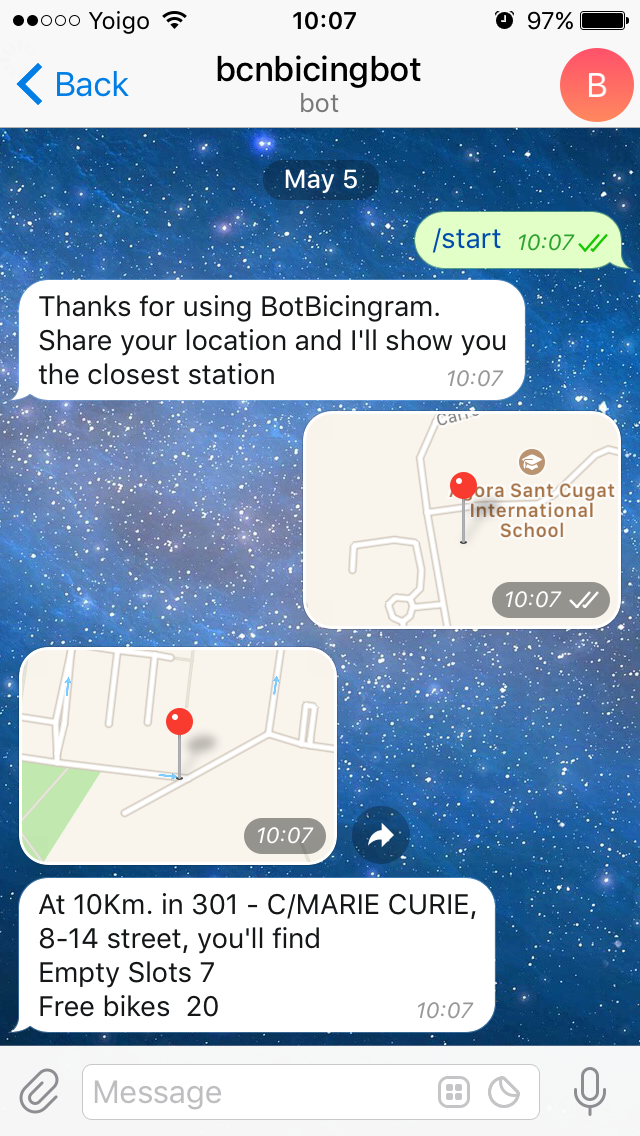 Yoigo 10:07 97%
Back bcnbicingbot B
bot
May 5
/start 10:07
Thanks for using BotBicingram.
Share your location and I'll show you
the closest station 10:07
Sant Cugat
International
School
10:07
10:07
At 10Km. in 301 - C/MARIE CURIE,
8-14 street, you'll find
Empty Slots 7
Free bikes 20 10:07
Message